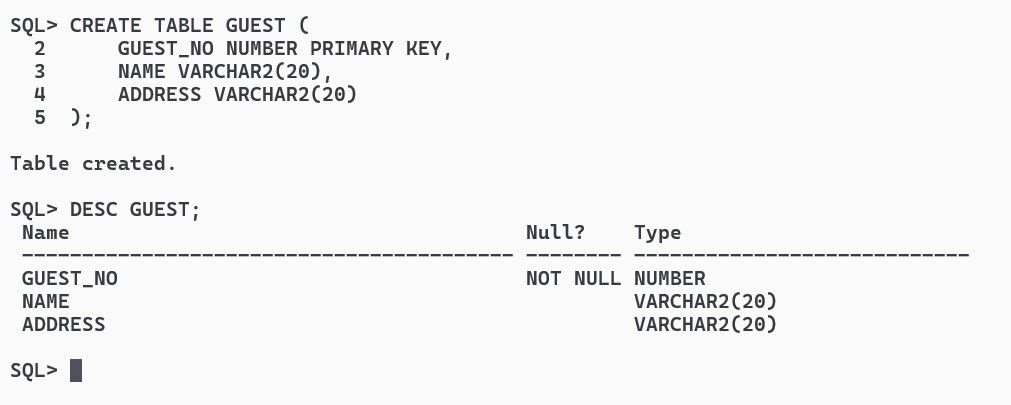 SQL> CREATE TABLE GUEST (
  2      GUEST_NO NUMBER PRIMARY KEY,
  3      NAME VARCHAR2(20),
  4      ADDRESS VARCHAR2(20)
  5  );
Table created.
SQL> DESC GUEST;
 Name                                      Null?    Type
 ----------------------------------------- -------- ----------------------------
 GUEST_NO                                  NOT NULL NUMBER
 NAME                                               VARCHAR2(20)
 ADDRESS                                            VARCHAR2(20)
SQL>